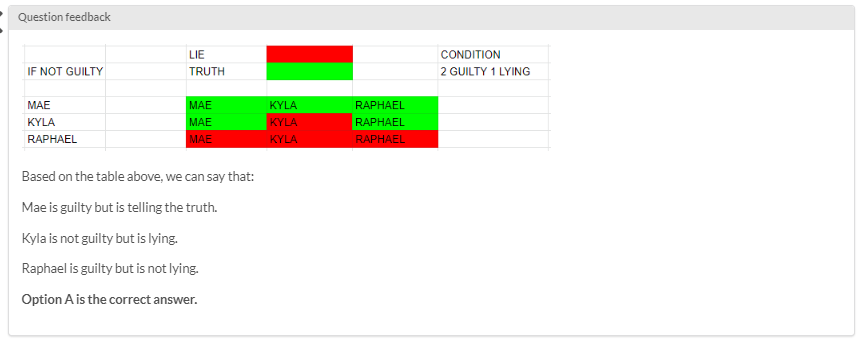 Question feedback
LIE CONDITION
IF NOT GUILTY TRUTH 2 GUILTY 1 LYING
MAE MAE KYLA RAPHAEL
KYLA MAE KYLA RAPHAEL
RAPHAEL MAE KYLA RAPHAEL
Based on the table above, we can say that:
Mae is guilty but is telling the truth.
Kyla is not guilty but is lying.
Raphael is guilty but is not lying.
Option A is the correct answer.